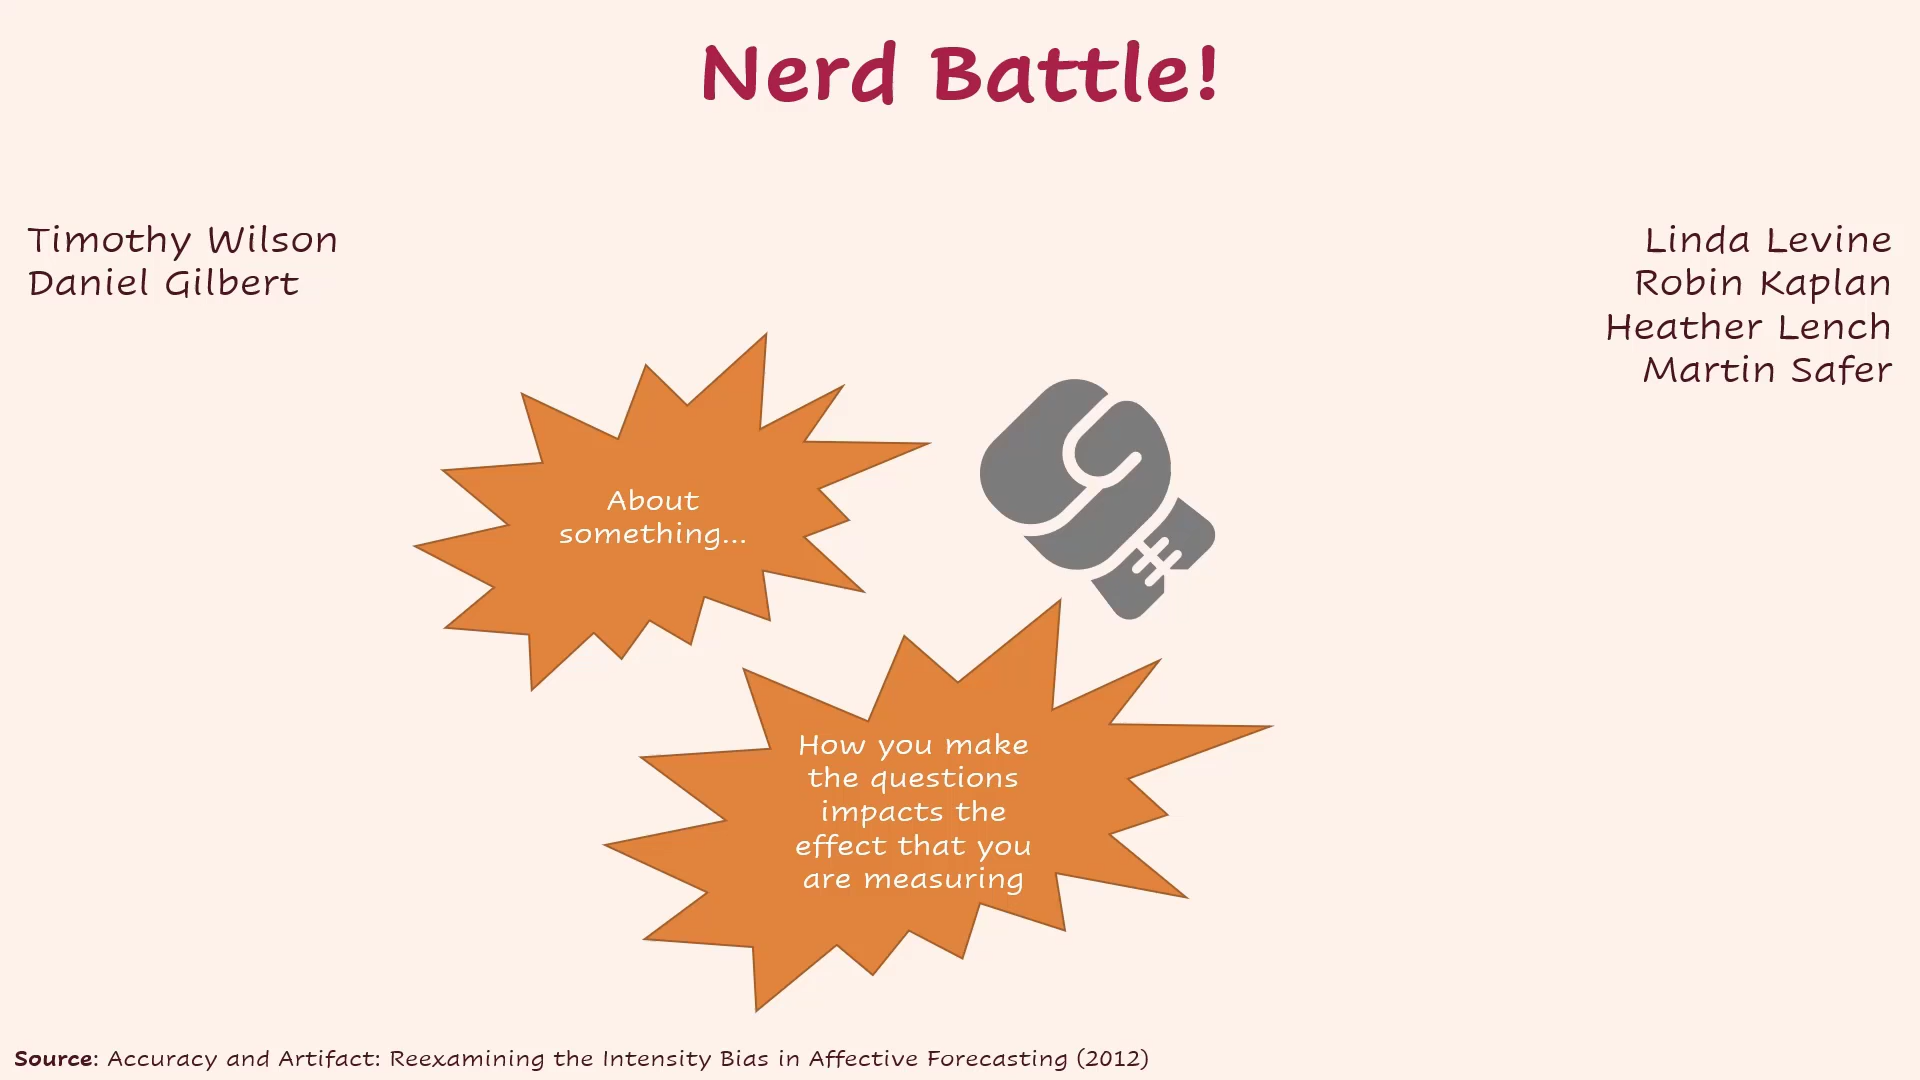 Nerd Battle!
Timothy Wilson
Daniel Gilbert
Linda Levine
Robin Kaplan
Heather Lench
Martin Safer
About
something...
How you make
the questions
impacts the
effect that you
are measuring
Source: Accuracy and Artifact: Reexamining the Intensity Bias in Affective Forecasting (2012)